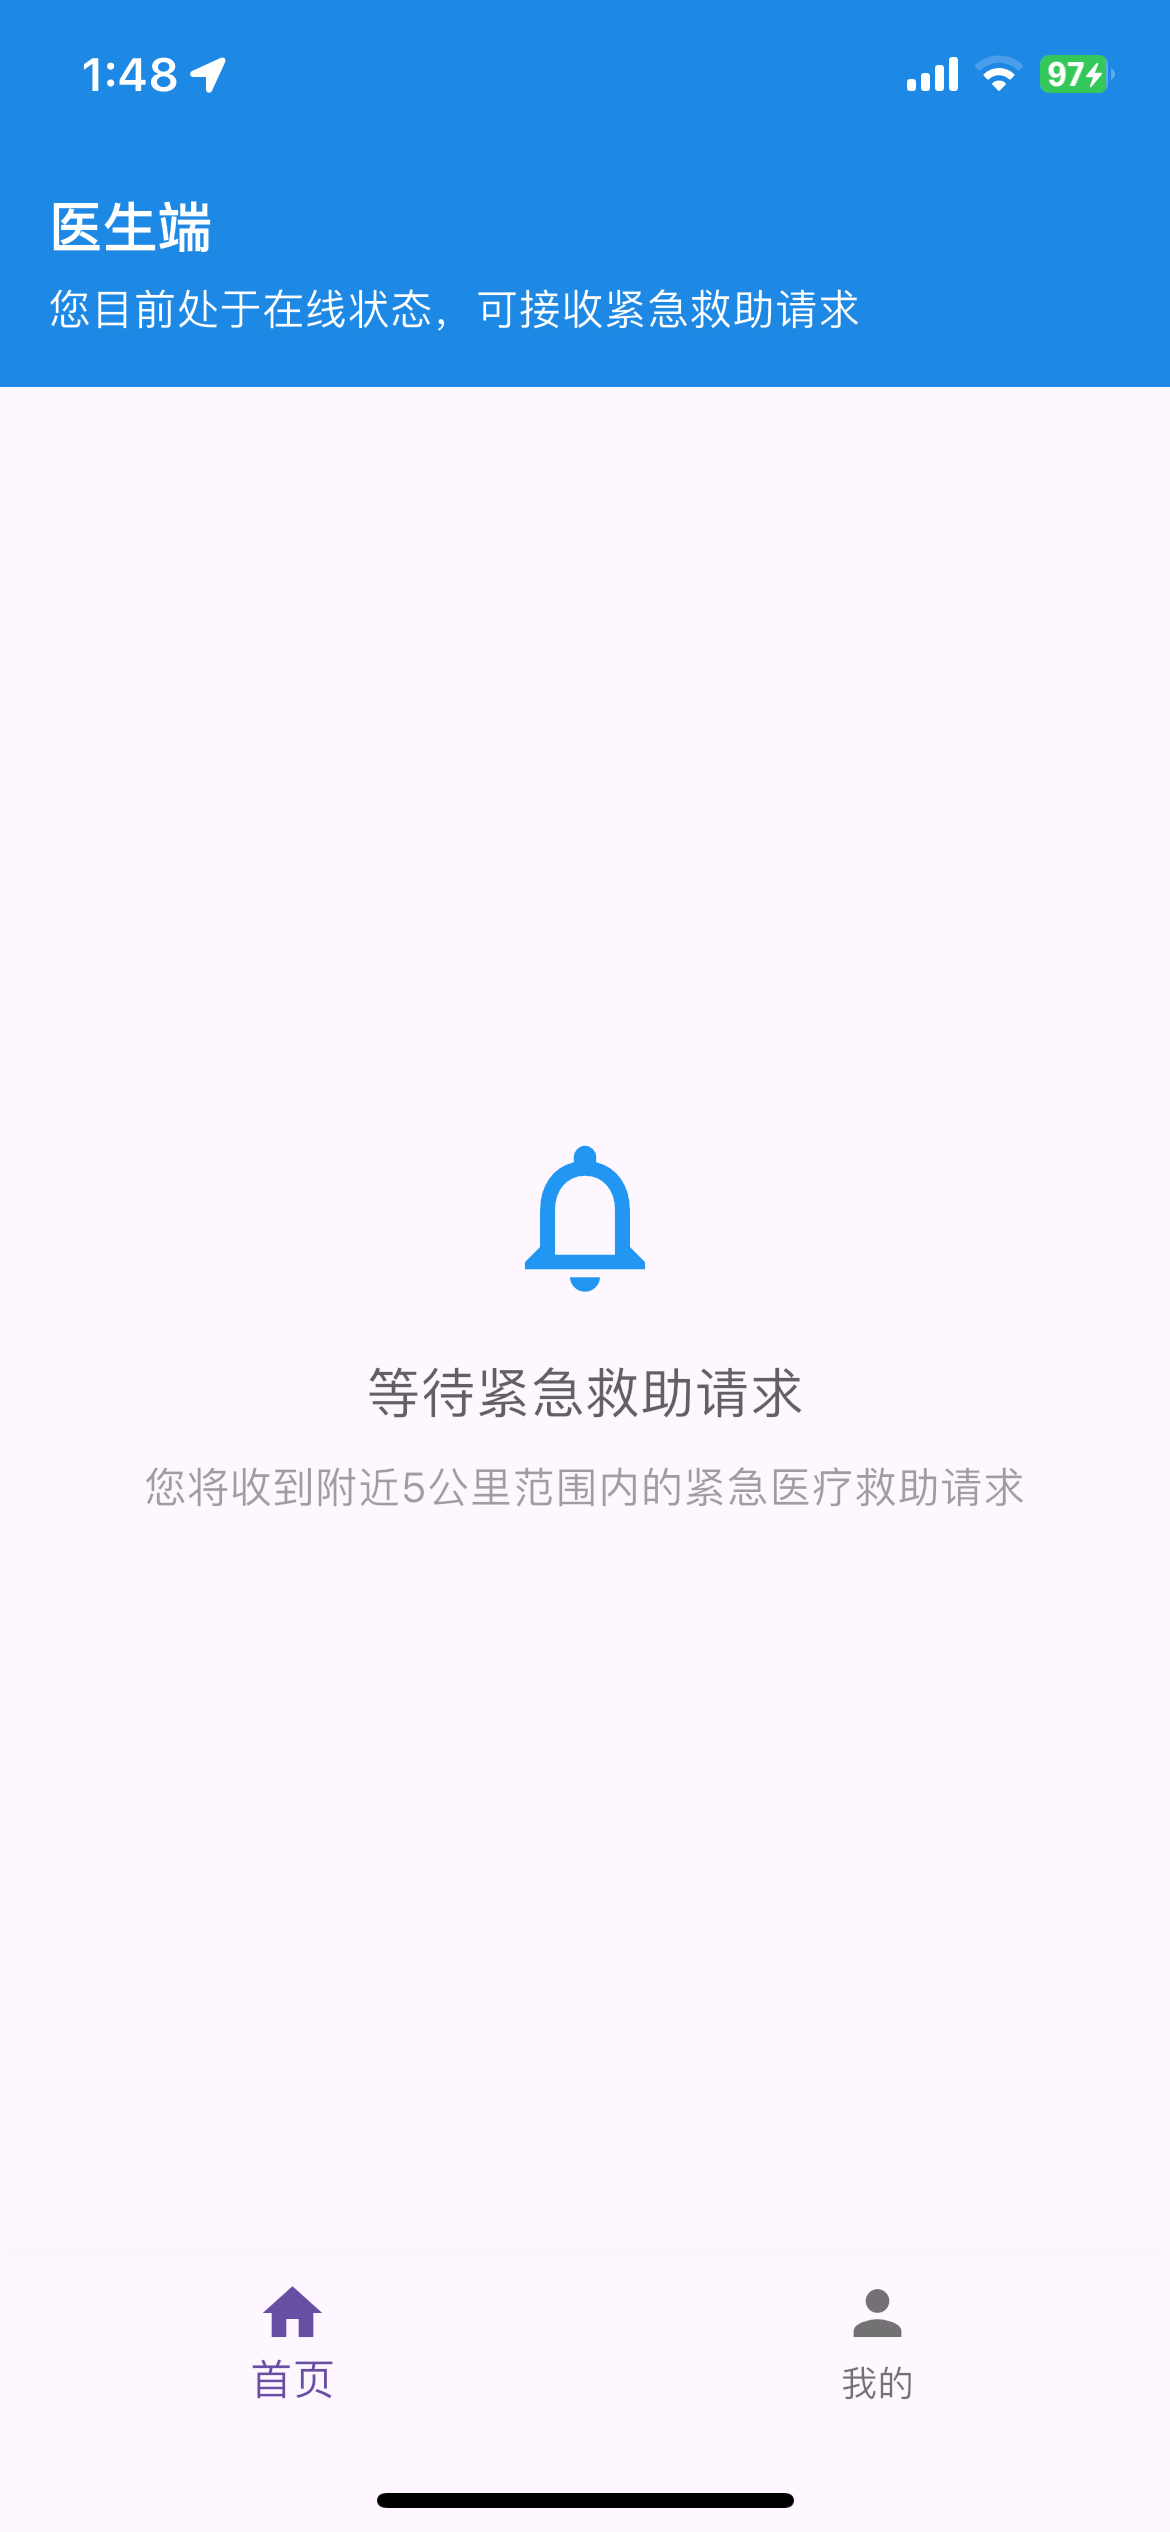 1:48
97
医生端
您目前处于在线状态，可接收紧急救助请求
等待紧急救助请求
您将收到附近5公里范围内的紧急医疗救助请求
首页
我的